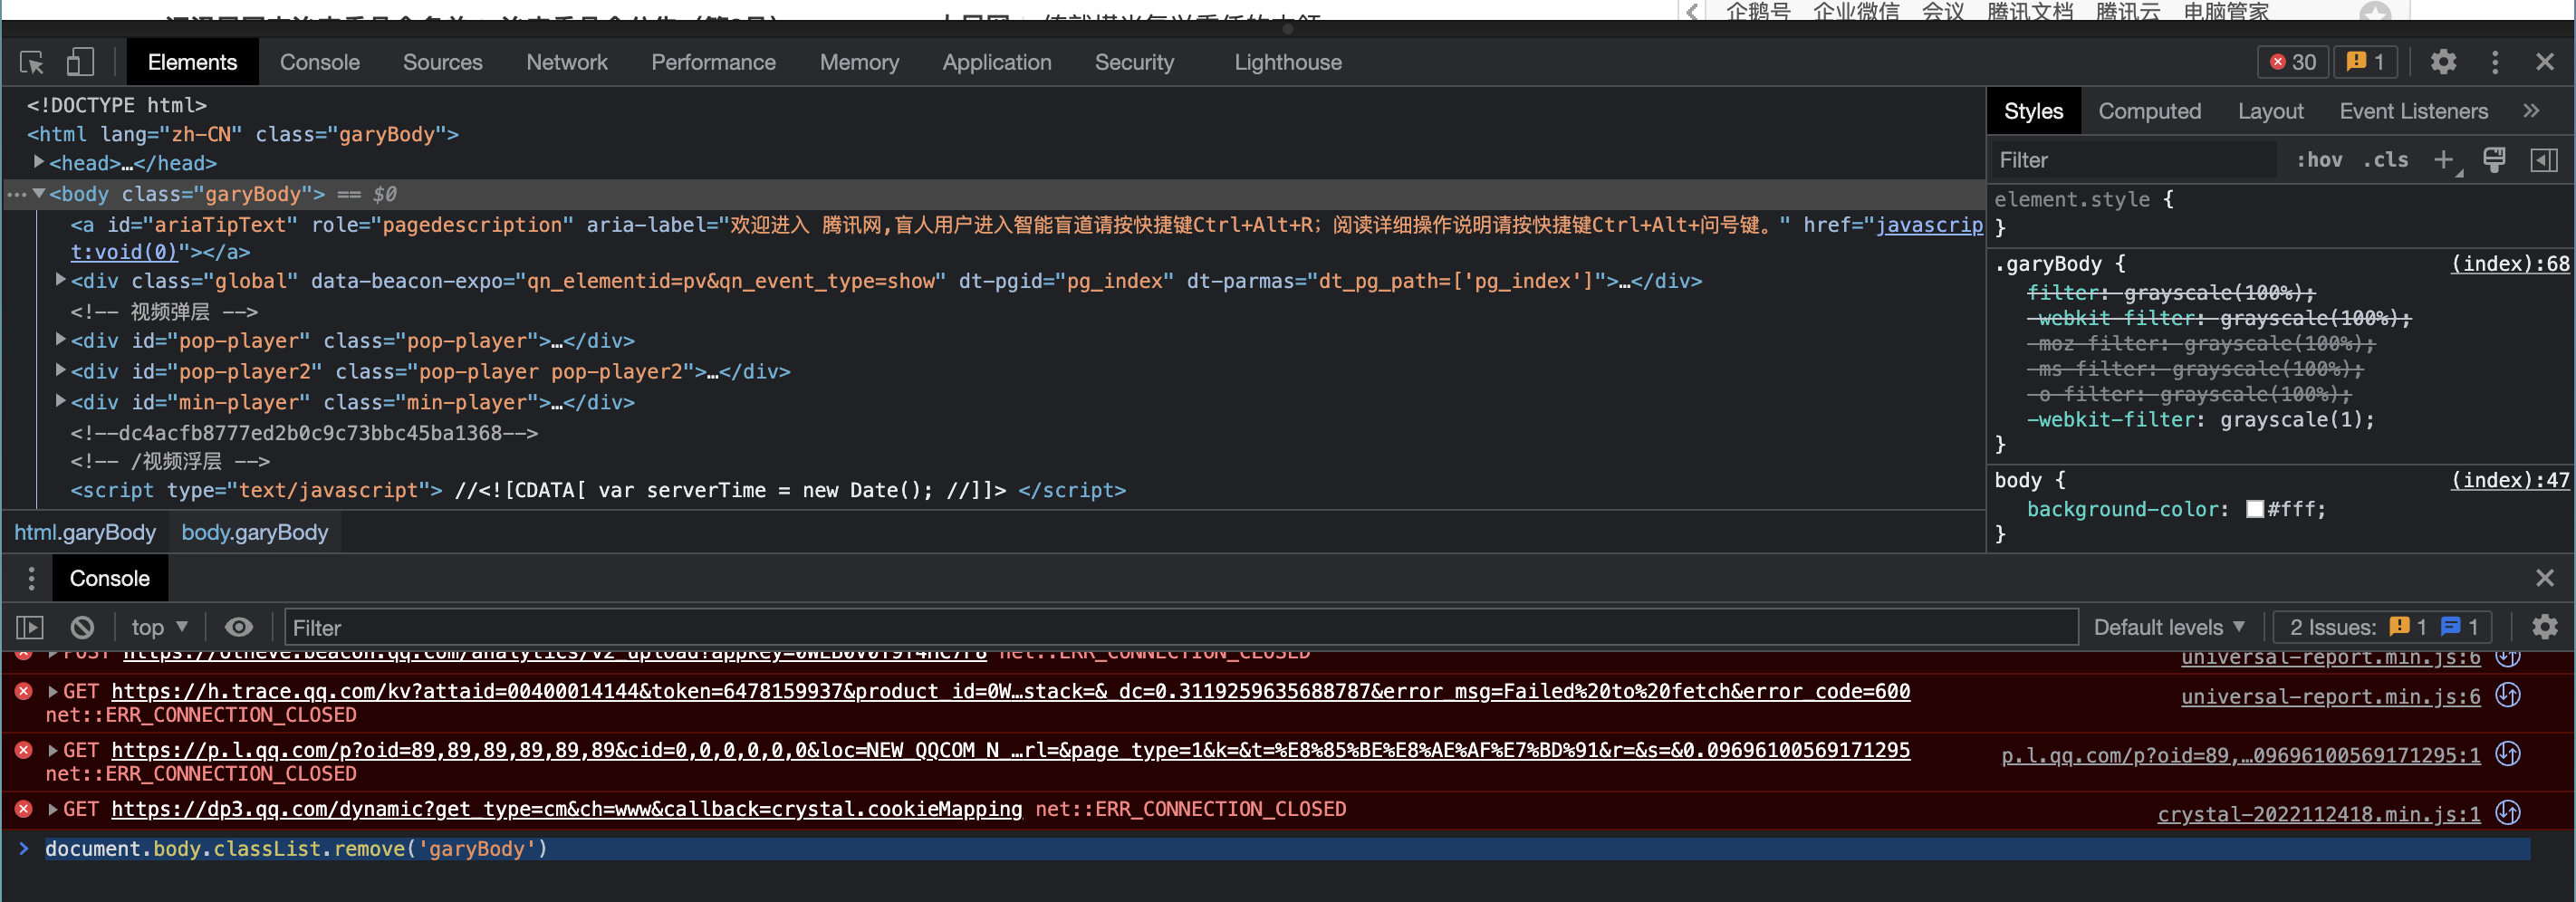 企鹅号 企业微信 会议 腾讯文档 腾讯云 电脑管家
Elements Console Sources Network Performance Memory Application Security Lighthouse 30 1
<!DOCTYPE html>
<html lang="zh-CN" class="garyBody">
<head>…</head>
<body class="garyBody"> == $0
<a id="ariaTipText" role="pagedescription" aria-label="欢迎进入 腾讯网,盲人用户进入智能盲道请按快捷键Ctrl+Alt+R；阅读详细操作说明请按快捷键Ctrl+Alt+问号键。" href="javascrip
t:void(0)"></a>
<div class="global" data-beacon-expo="qn_elementid=pv&qn_event_type=show" dt-pgid="pg_index" dt-parmas="dt_pg_path=['pg_index']">…</div>
<!-- 视频弹层 -->
<div id="pop-player" class="pop-player">…</div>
<div id="pop-player2" class="pop-player pop-player2">…</div>
<div id="min-player" class="min-player">…</div>
<!--dc4acfb8777ed2b0c9c73bbc45ba1368-->
<!-- /视频浮层 -->
<script type="text/javascript"> //<![CDATA[ var serverTime = new Date(); //]]> </script>
html.garyBody body.garyBody
Styles Computed Layout Event Listeners »
Filter :hov .cls
element.style {
}
.garyBody { (index):68
filter: grayscale(100%);
-webkit-filter: grayscale(100%);
-moz-filter: grayscale(100%);
-ms-filter: grayscale(100%);
-o-filter: grayscale(100%);
-webkit-filter: grayscale(1);
}
body { (index):47
background-color: #fff;
}
Console
top Filter Default levels 2 Issues: 1 1
net::ERR_CONNECTION_CLOSED universal-report.min.js:6
GET https://h.trace.qq.com/kv?attaid=00400014144&token=6478159937&product_id=0W…stack=&_dc=0.3119259635688787&error_msg=Failed%20to%20fetch&error_code=600 universal-report.min.js:6
net::ERR_CONNECTION_CLOSED
GET https://p.l.qq.com/p?oid=89,89,89,89,89,89&cid=0,0,0,0,0,0&loc=NEW_QQCOM_N_…rl=&page_type=1&k=&t=%E8%85%BE%E8%AE%AF%E7%BD%91&r=&s=&0.09696100569171295 p.l.qq.com/p?oid=89,…09696100569171295:1
net::ERR_CONNECTION_CLOSED
GET https://dp3.qq.com/dynamic?get_type=cm&ch=www&callback=crystal.cookieMapping net::ERR_CONNECTION_CLOSED crystal-2022112418.min.js:1
> document.body.classList.remove('garyBody')